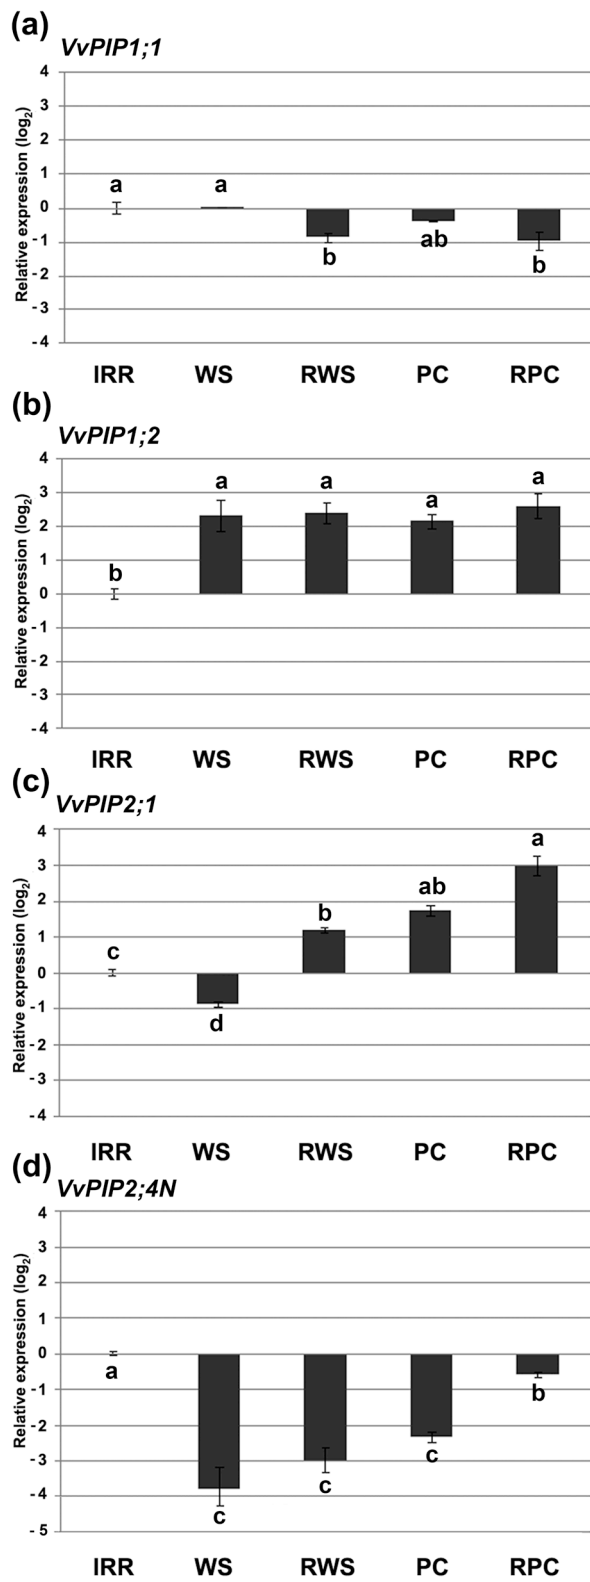 (a)
VvPIP1;1
Relative expression (log2)
4
3
2
1
0
-1
-2
-3
-4
a
a
b
ab
b
IRR WS RWS PC RPC
(b)
VvPIP1;2
Relative expression (log2)
4
3
2
1
0
-1
-2
-3
-4
b
a
a
a
a
IRR WS RWS PC RPC
(c)
VvPIP2;1
Relative expression (log2)
4
3
2
1
0
-1
-2
-3
-4
c
d
b
ab
a
IRR WS RWS PC RPC
(d)
VvPIP2;4N
Relative expression (log2)
4
3
2
1
0
-1
-2
-3
-4
-5
a
c
c
c
b
IRR WS RWS PC RPC